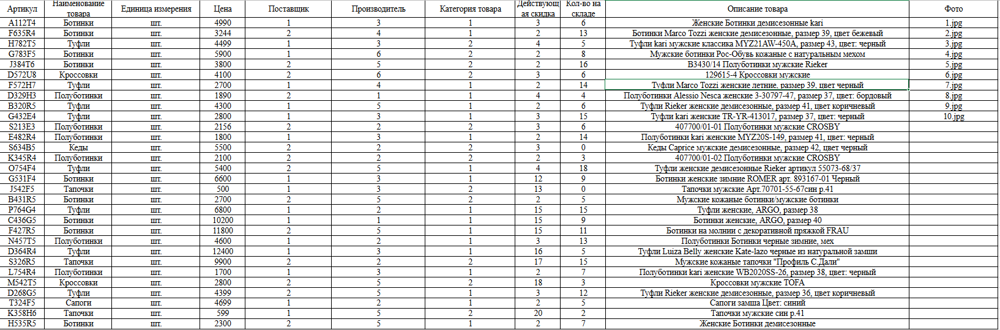 Артикул Наименование товара Единица измерения Цена Поставщик Производитель Категория товара Действующая скидка Кол-во на складе Описание товара Фото
A112T4 Ботинки шт. 4990 1 3 1 3 6 Женские Ботинки демисезонные kari 1.jpg
F635R4 Ботинки шт. 3244 2 4 1 2 13 Ботинки Marco Tozzi женские демисезонные, размер 39, цвет бежевый 2.jpg
H782T5 Туфли шт. 4499 1 3 2 4 5 Туфли kari мужские классика MYZ21AW-450A, размер 43, цвет: черный 3.jpg
G783F5 Ботинки шт. 5900 1 6 2 2 8 Мужские ботинки Рос-Обувь кожаные с натуральным мехом 4.jpg
J384T6 Ботинки шт. 3800 2 5 2 2 16 B3430/14 Полуботинки мужские Rieker 5.jpg
D572U8 Кроссовки шт. 4100 2 6 2 3 6 129615-4 Кроссовки мужские 6.jpg
F572H7 Туфли шт. 2700 1 4 1 2 14 Туфли Marco Tozzi женские летние, размер 39, цвет черный 7.jpg
D329H3 Полуботинки шт. 1890 2 1 1 4 4 Полуботинки Alessio Nesca женские 3-30797-47, размер 37, цвет: бордовый 8.jpg
B320R5 Туфли шт. 4300 1 5 1 2 6 Туфли Rieker женские демисезонные, размер 41, цвет коричневый 9.jpg
G432E4 Туфли шт. 2800 1 3 1 3 15 Туфли kari женские TR-YR-413017, размер 37, цвет: черный 10.jpg
S213E3 Полуботинки шт. 2156 2 2 2 3 6 407700/01-01 Полуботинки мужские CROSBY
E482R4 Полуботинки шт. 1800 1 3 1 2 14 Полуботинки kari женские MYZ20S-149, размер 41, цвет: черный
S634B5 Кеды шт. 5500 2 2 2 3 0 Кеды Caprice мужские демисезонные, размер 42, цвет черный
K345R4 Полуботинки шт. 2100 2 2 2 2 3 407700/01-02 Полуботинки мужские CROSBY
O754F4 Туфли шт. 5400 2 5 1 4 18 Туфли женские демисезонные Rieker артикул 55073-68/37
G531F4 Ботинки шт. 6600 1 3 1 12 9 Ботинки женские зимние ROMER арт. 893167-01 Черный
J542F5 Тапочки шт. 500 1 3 2 13 0 Тапочки мужские Арт.70701-55-67син р.41
B431R5 Ботинки шт. 2700 2 5 2 2 5 Мужские кожаные ботинки/мужские ботинки
P764G4 Туфли шт. 6800 1 2 1 15 15 Туфли женские, ARGO, размер 38
C436G5 Ботинки шт. 10200 1 1 1 15 9 Ботинки женские, ARGO, размер 40
F427R5 Ботинки шт. 11800 2 5 1 15 11 Ботинки на молнии с декоративной пряжкой FRAU
N457T5 Полуботинки шт. 4600 1 2 1 3 13 Полуботинки Ботинки черные зимние, мех
D364R4 Туфли шт. 12400 1 3 1 16 5 Туфли Luiza Belly женские Kate-lazo черные из натуральной замши
S326R5 Тапочки шт. 9900 2 2 2 17 15 Мужские кожаные тапочки "Профиль С.Дали"
L754R4 Полуботинки шт. 1700 1 3 1 2 7 Полуботинки kari женские WB2020SS-26, размер 38, цвет: черный
M542T5 Кроссовки шт. 2800 2 5 2 18 3 Кроссовки мужские TOFA
D268G5 Туфли шт. 4399 2 5 1 3 12 Туфли Rieker женские демисезонные, размер 36, цвет коричневый
T324F5 Сапоги шт. 4699 1 2 1 2 5 Сапоги замша Цвет: синий
K358H6 Тапочки шт. 599 1 5 2 20 2 Тапочки мужские син р.41
H535R5 Ботинки шт. 2300 2 5 1 2 7 Женские Ботинки демисезонные